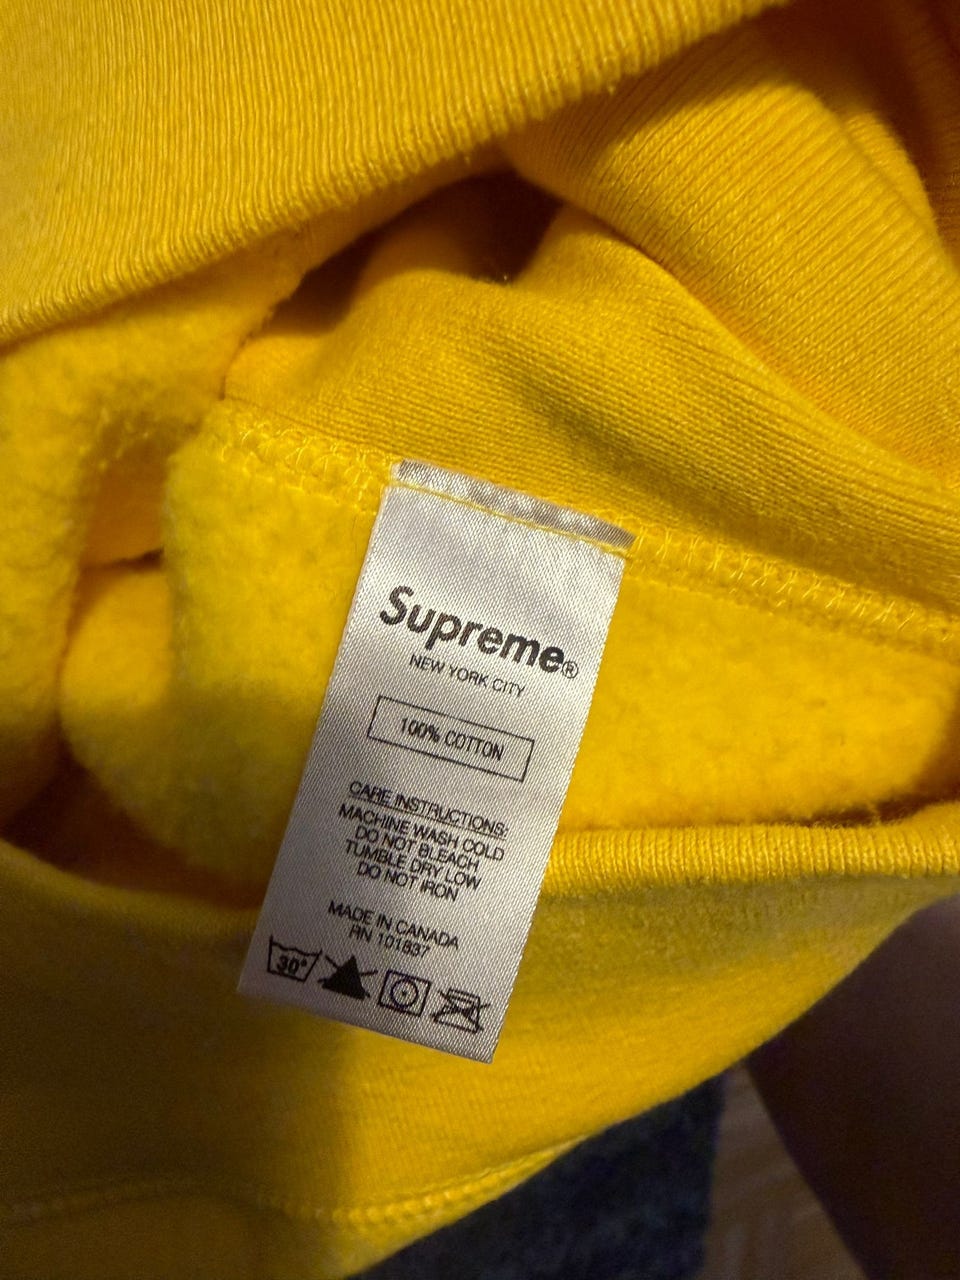 Supreme®
NEW YORK CITY
100% COTTON
CARE INSTRUCTIONS:
MACHINE WASH COLD
DO NOT BLEACH
TUMBLE DRY LOW
DO NOT IRON
MADE IN CANADA
RN 101837
30°